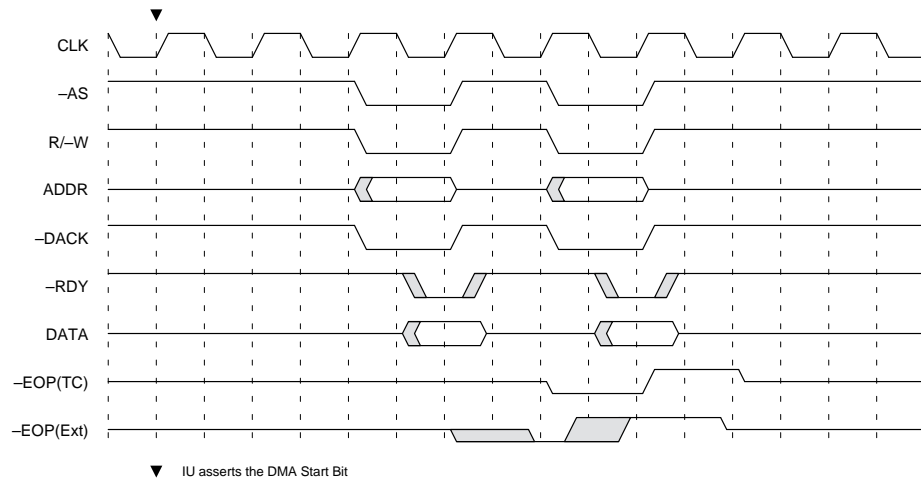 ▼
CLK
–AS
R/–W
ADDR
–DACK
–RDY
DATA
–EOP(TC)
–EOP(Ext)
▼ IU asserts the DMA Start Bit